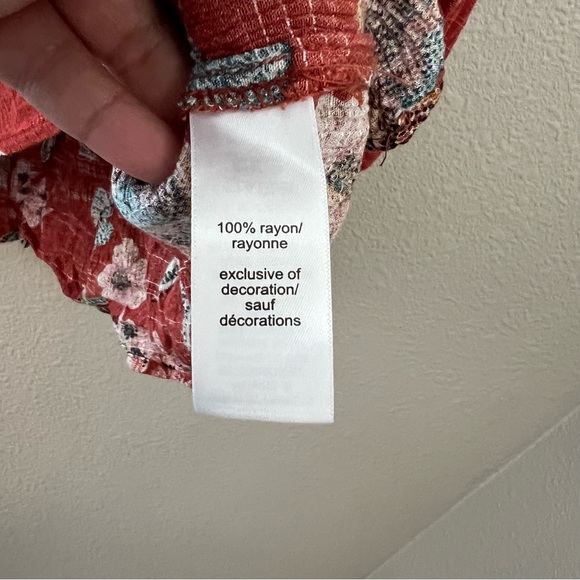 100% rayon/
rayonne
exclusive of
decoration/
sauf
décorations